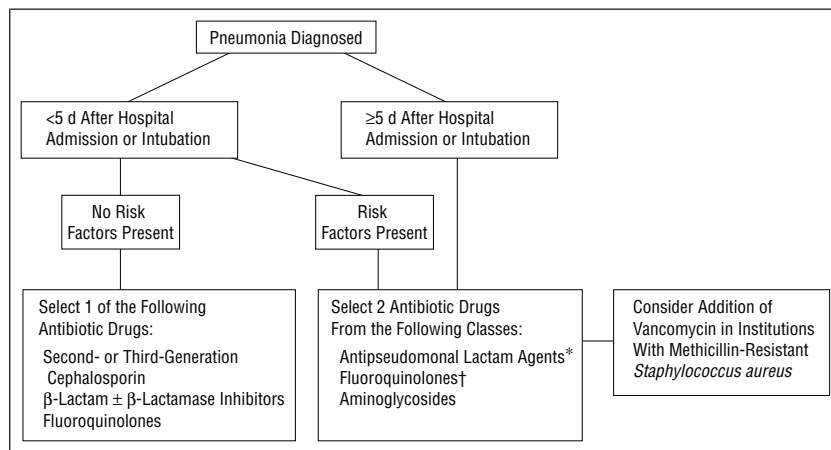 Pneumonia Diagnosed
<5 d After Hospital
Admission or Intubation
≥5 d After Hospital
Admission or Intubation
No Risk
Factors Present
Risk
Factors Present
Select 1 of the Following
Antibiotic Drugs:
Second- or Third-Generation
Cephalosporin
β-Lactam ± β-Lactamase Inhibitors
Fluoroquinolones
Select 2 Antibiotic Drugs
From the Following Classes:
Antipseudomonal Lactam Agents*
Fluoroquinolones†
Aminoglycosides
Consider Addition of
Vancomycin in Institutions
With Methicillin-Resistant
Staphylococcus aureus